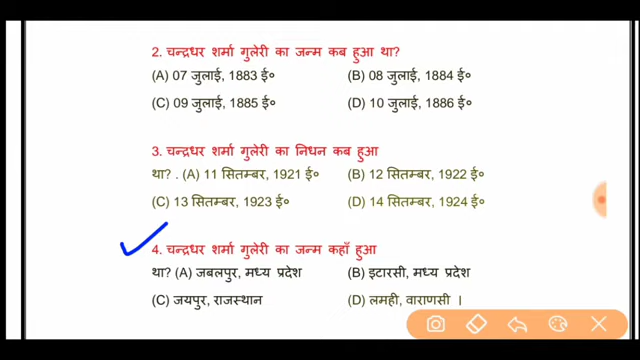 2. चन्द्रधर शर्मा गुलेरी का जन्म कब हुआ था?
(A) 07 जुलाई, 1883 ई० (B) 08 जुलाई, 1884 ई०
(C) 09 जुलाई, 1885 ई० (D) 10 जुलाई, 1886 ई०
3. चन्द्रधर शर्मा गुलेरी का निधन कब हुआ
था? . (A) 11 सितम्बर, 1921 ई० (B) 12 सितम्बर, 1922 ई०
(C) 13 सितम्बर, 1923 ई० (D) 14 सितम्बर, 1924 ई०
4. चन्द्रधर शर्मा गुलेरी का जन्म कहाँ हुआ
था? (A) जबलपुर, मध्य प्रदेश (B) इटारसी, मध्य प्रदेश
(C) जयपुर, राजस्थान (D) लमही, वाराणसी ।